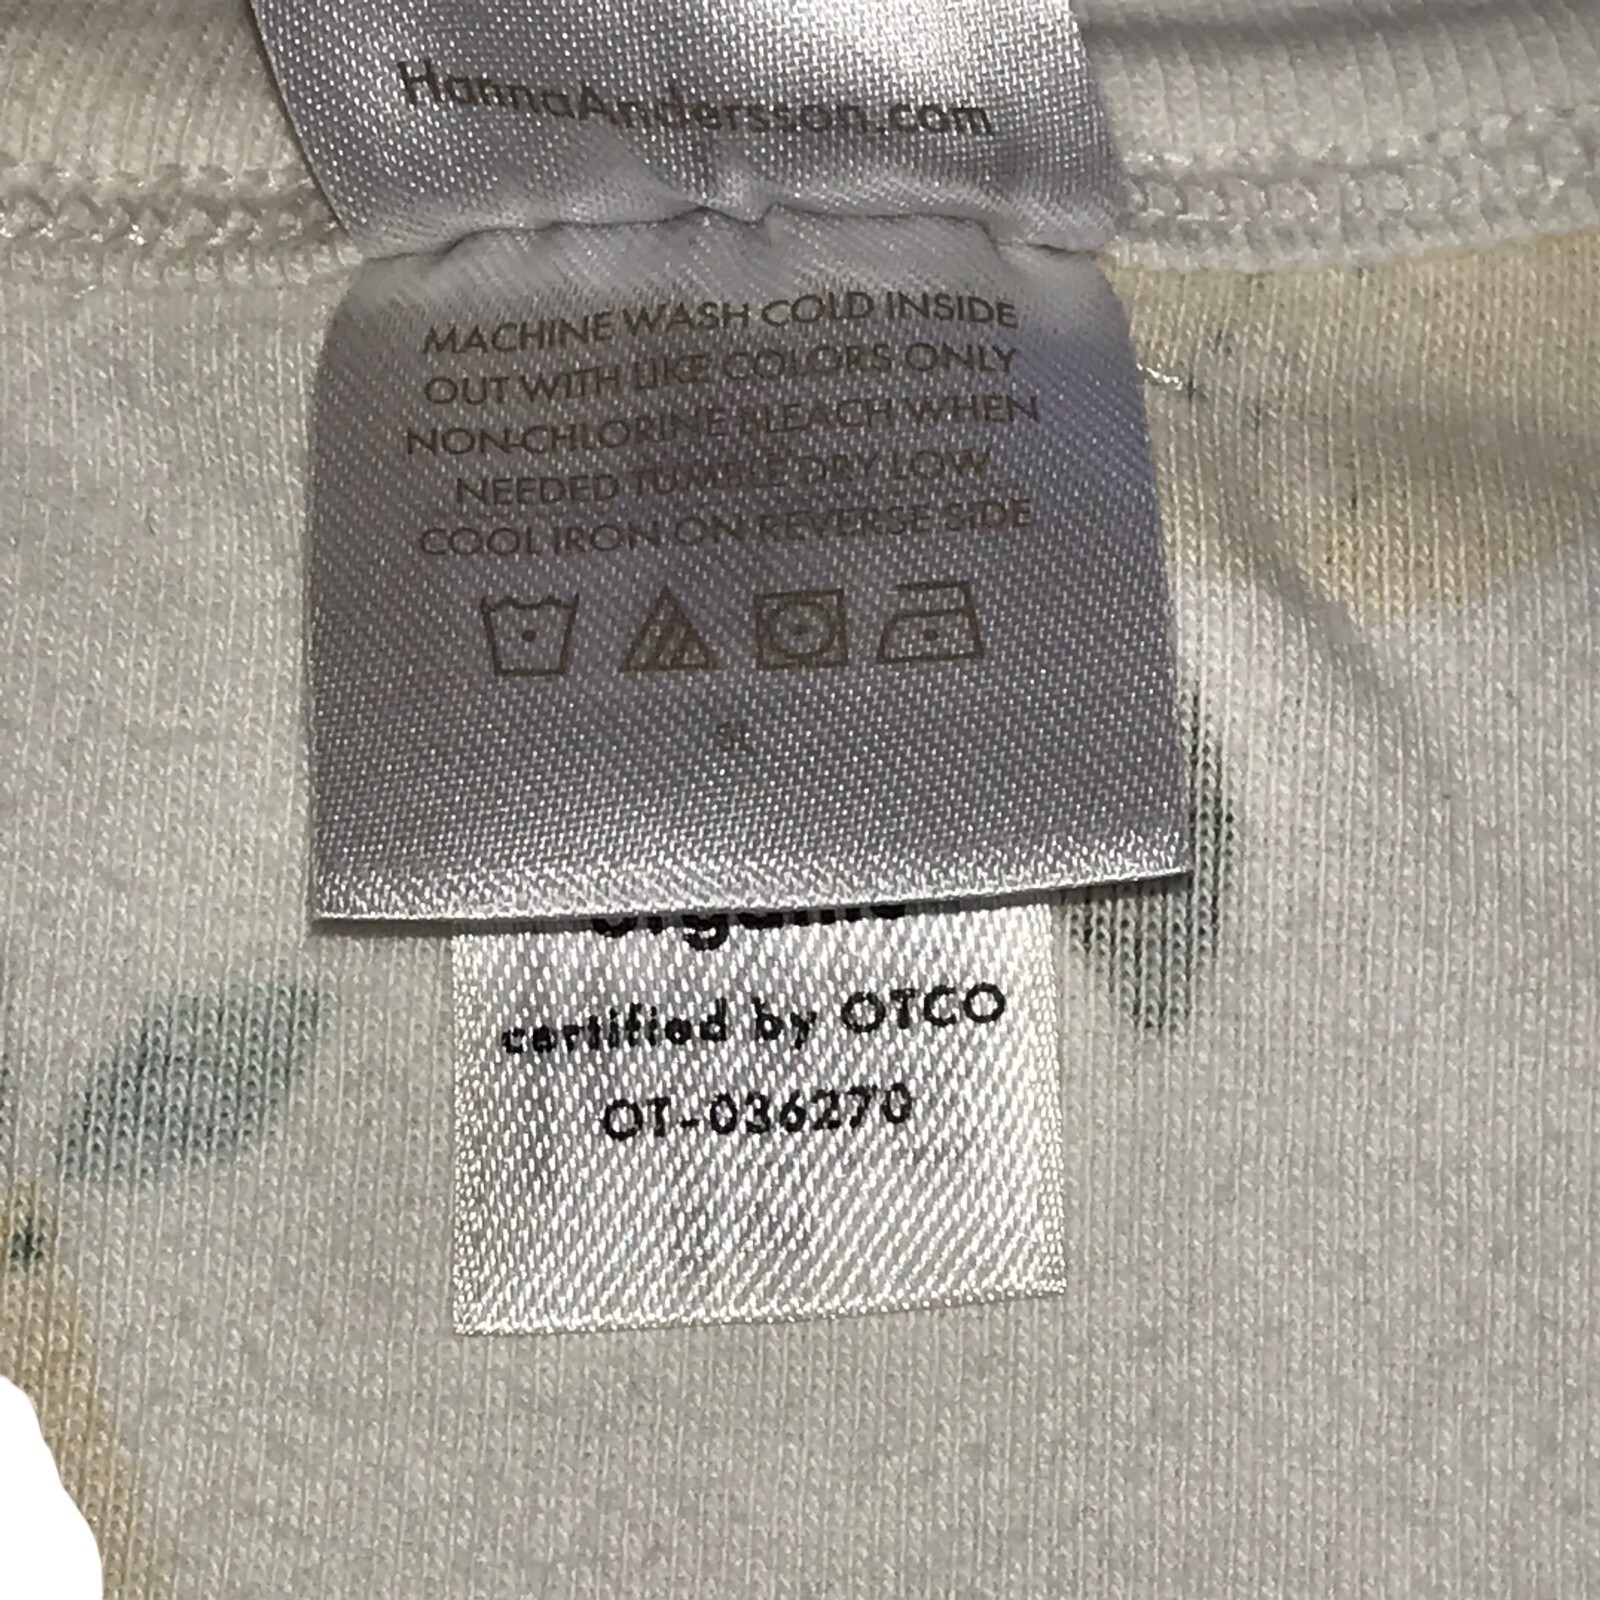 HannaAndersson.com
MACHINE WASH COLD INSIDE
OUT WITH LIKE COLORS ONLY
NON-CHLORINE BLEACH WHEN
NEEDED TUMBLE DRY LOW
COOL IRON ON REVERSE SIDE
organic
certified by OTCO
OT-036270